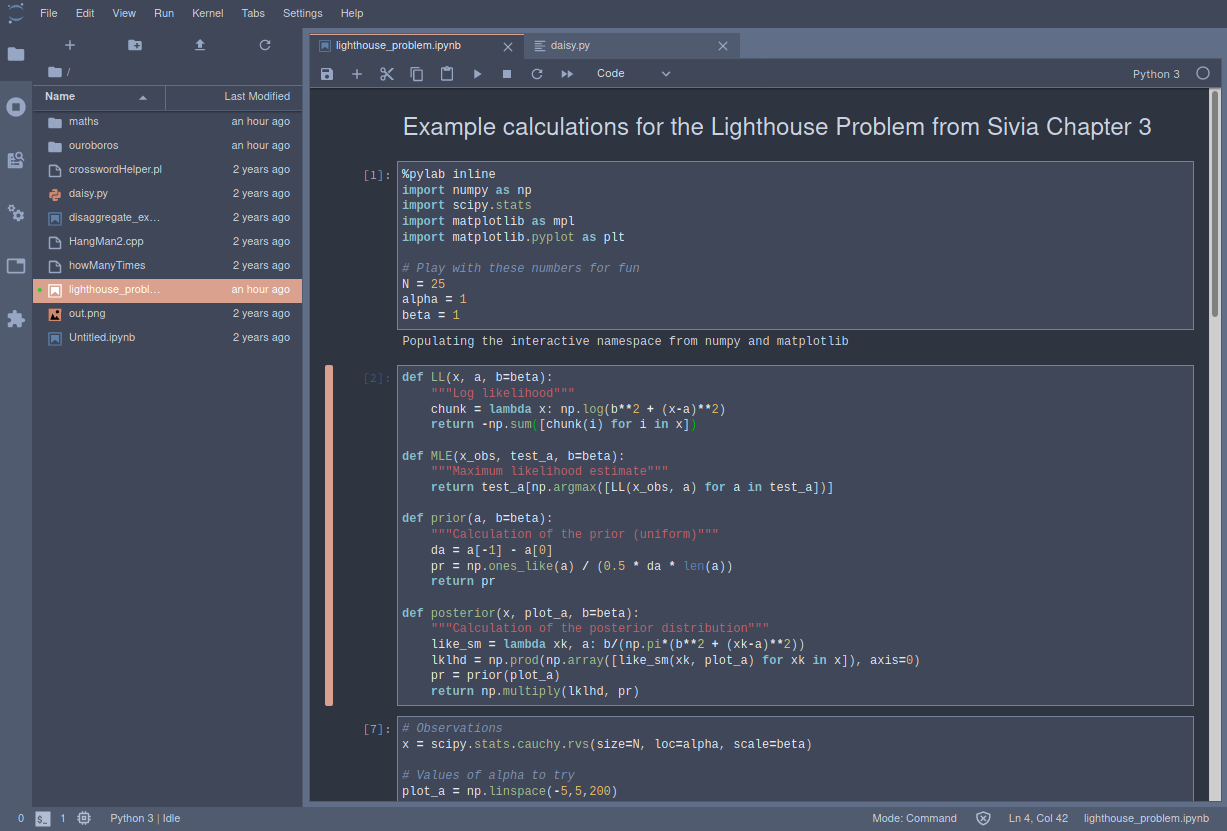 File Edit View Run Kernel Tabs Settings Help
lighthouse_problem.ipynb
daisy.py
Code
Python 3
/
Name Last Modified
maths an hour ago
ouroboros an hour ago
crosswordHelper.pl 2 years ago
daisy.py 2 years ago
disaggregate_ex... 2 years ago
HangMan2.cpp 2 years ago
howManyTimes 2 years ago
lighthouse_probl... an hour ago
out.png 2 years ago
Untitled.ipynb 2 years ago
Example calculations for the Lighthouse Problem from Sivia Chapter 3
[1]: %pylab inline
import numpy as np
import scipy.stats
import matplotlib as mpl
import matplotlib.pyplot as plt
# Play with these numbers for fun
N = 25
alpha = 1
beta = 1
Populating the interactive namespace from numpy and matplotlib
[2]: def LL(x, a, b=beta):
    """Log likelihood"""
    chunk = lambda x: np.log(b**2 + (x-a)**2)
    return -np.sum([chunk(i) for i in x])
def MLE(x_obs, test_a, b=beta):
    """Maximum likelihood estimate"""
    return test_a[np.argmax([LL(x_obs, a) for a in test_a])]
def prior(a, b=beta):
    """Calculation of the prior (uniform)"""
    da = a[-1] - a[0]
    pr = np.ones_like(a) / (0.5 * da * len(a))
    return pr
def posterior(x, plot_a, b=beta):
    """Calculation of the posterior distribution"""
    like_sm = lambda xk, a: b/(np.pi*(b**2 + (xk-a)**2))
    lklhd = np.prod(np.array([like_sm(xk, plot_a) for xk in x]), axis=0)
    pr = prior(plot_a)
    return np.multiply(lklhd, pr)
[7]: # Observations
x = scipy.stats.cauchy.rvs(size=N, loc=alpha, scale=beta)
# Values of alpha to try
plot_a = np.linspace(-5,5,200)
0 $_ 1 Python 3 | Idle Mode: Command Ln 4, Col 42 lighthouse_problem.ipynb